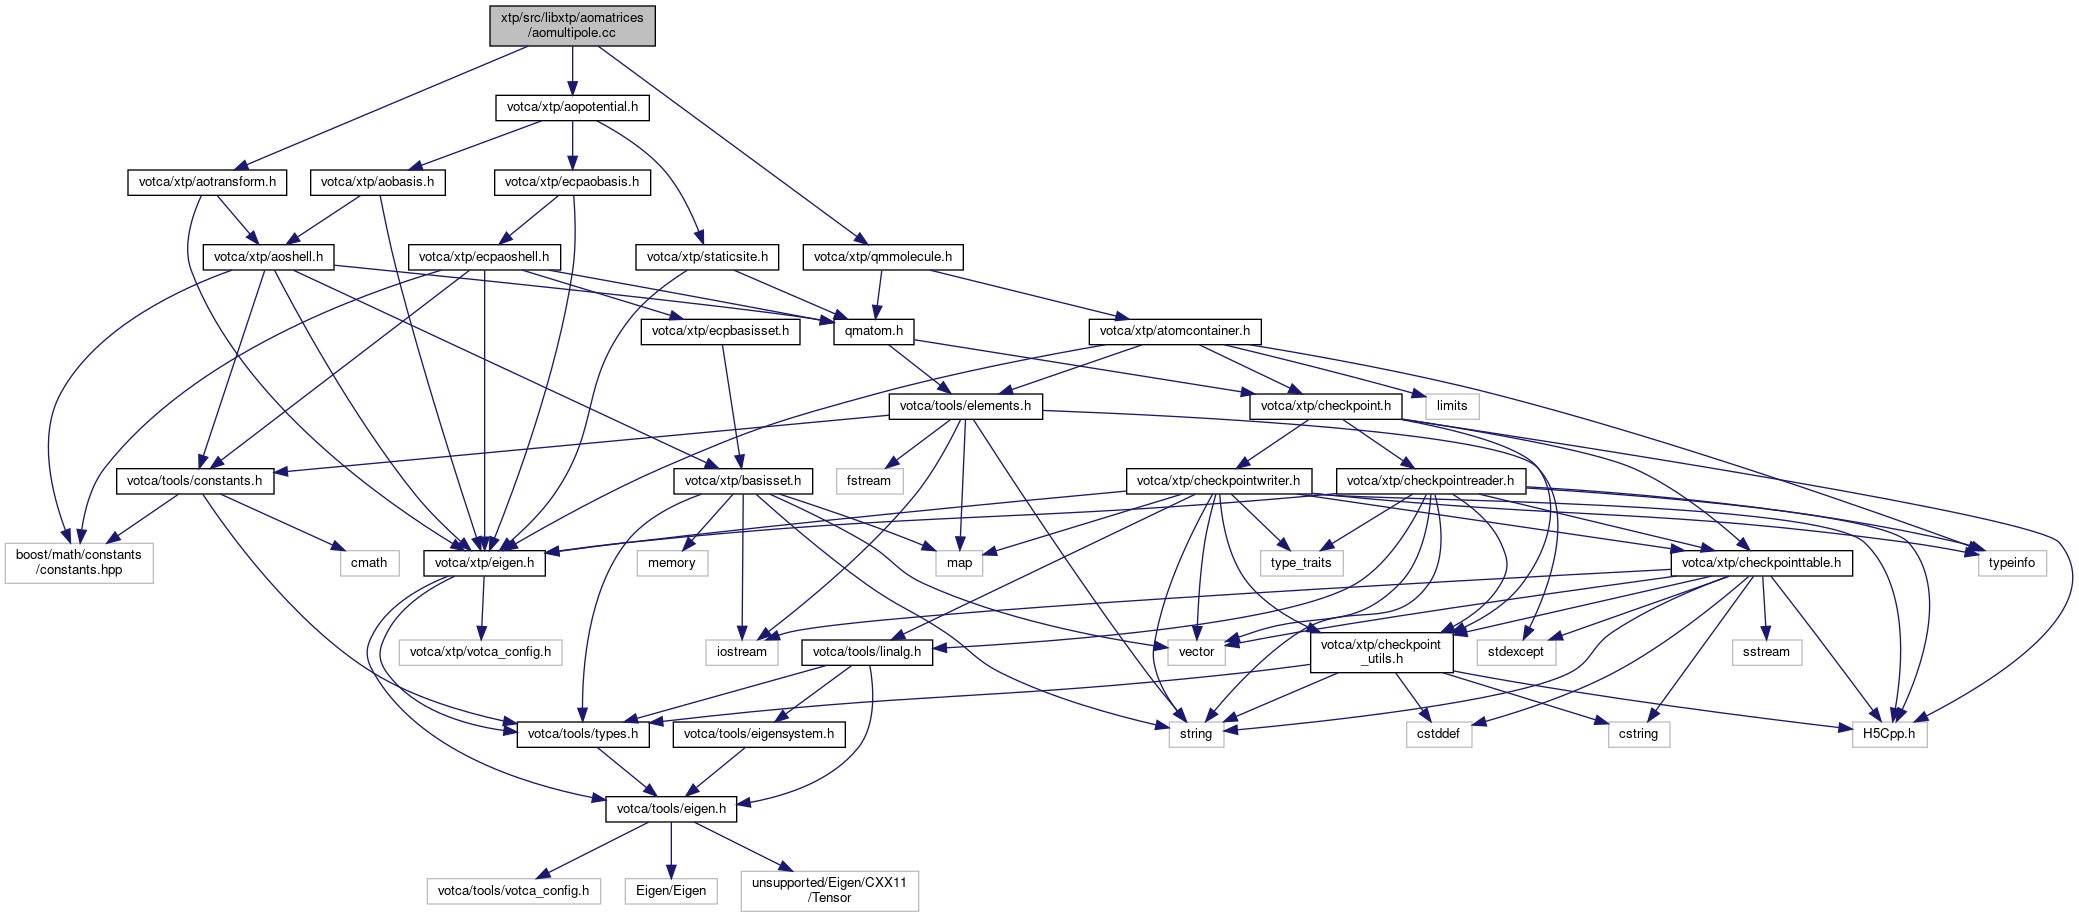 xtp/src/libxtp/aomatrices
/aomultipole.cc
votca/xtp/aopotential.h
votca/xtp/aotransform.h
votca/xtp/aobasis.h
votca/xtp/ecpaobasis.h
votca/xtp/aoshell.h
votca/xtp/ecpaoshell.h
votca/xtp/staticsite.h
votca/xtp/qmmolecule.h
votca/xtp/ecpbasisset.h
qmatom.h
votca/xtp/atomcontainer.h
votca/tools/elements.h
votca/xtp/checkpoint.h
limits
votca/tools/constants.h
votca/xtp/basisset.h
fstream
votca/xtp/checkpointwriter.h
votca/xtp/checkpointreader.h
boost/math/constants
/constants.hpp
cmath
votca/xtp/eigen.h
memory
map
type_traits
votca/xtp/checkpointtable.h
typeinfo
votca/xtp/votca_config.h
iostream
votca/tools/linalg.h
vector
votca/xtp/checkpoint
_utils.h
stdexcept
sstream
votca/tools/types.h
votca/tools/eigensystem.h
string
cstddef
cstring
H5Cpp.h
votca/tools/eigen.h
votca/tools/votca_config.h
Eigen/Eigen
unsupported/Eigen/CXX11
/Tensor